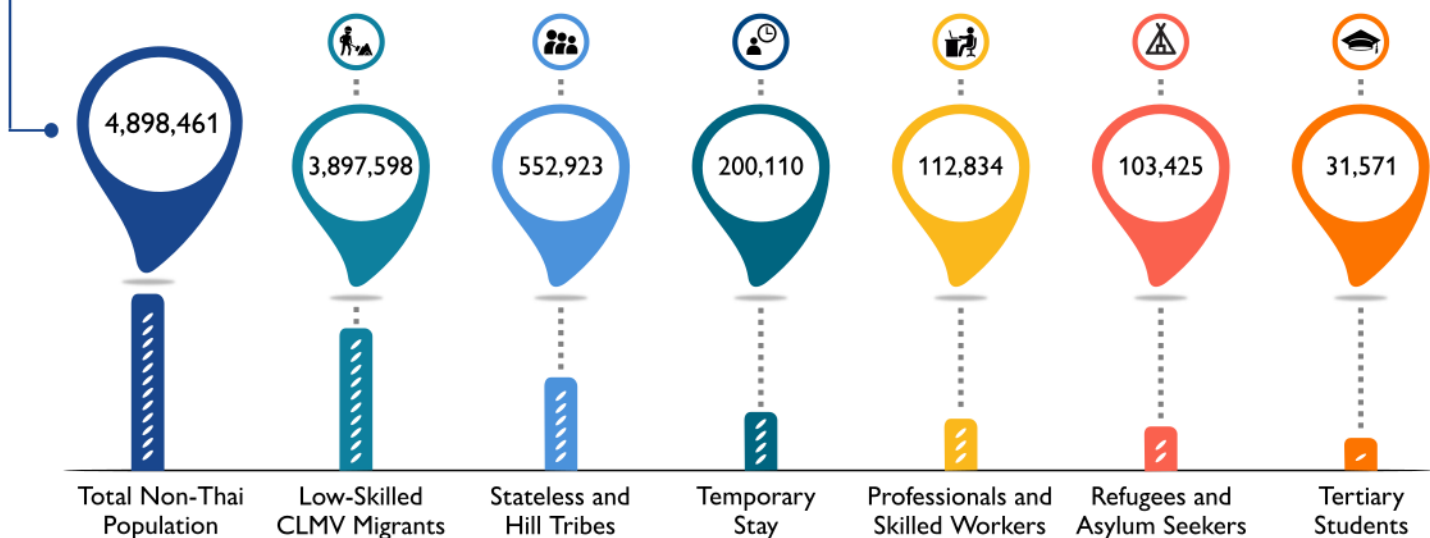 4,898,461
3,897,598
552,923
200,110
112,834
103,425
31,571
Total Non-Thai
Population
Low-Skilled
CLMV Migrants
Stateless and
Hill Tribes
Temporary
Stay
Professionals and
Skilled Workers
Refugees and
Asylum Seekers
Tertiary
Students